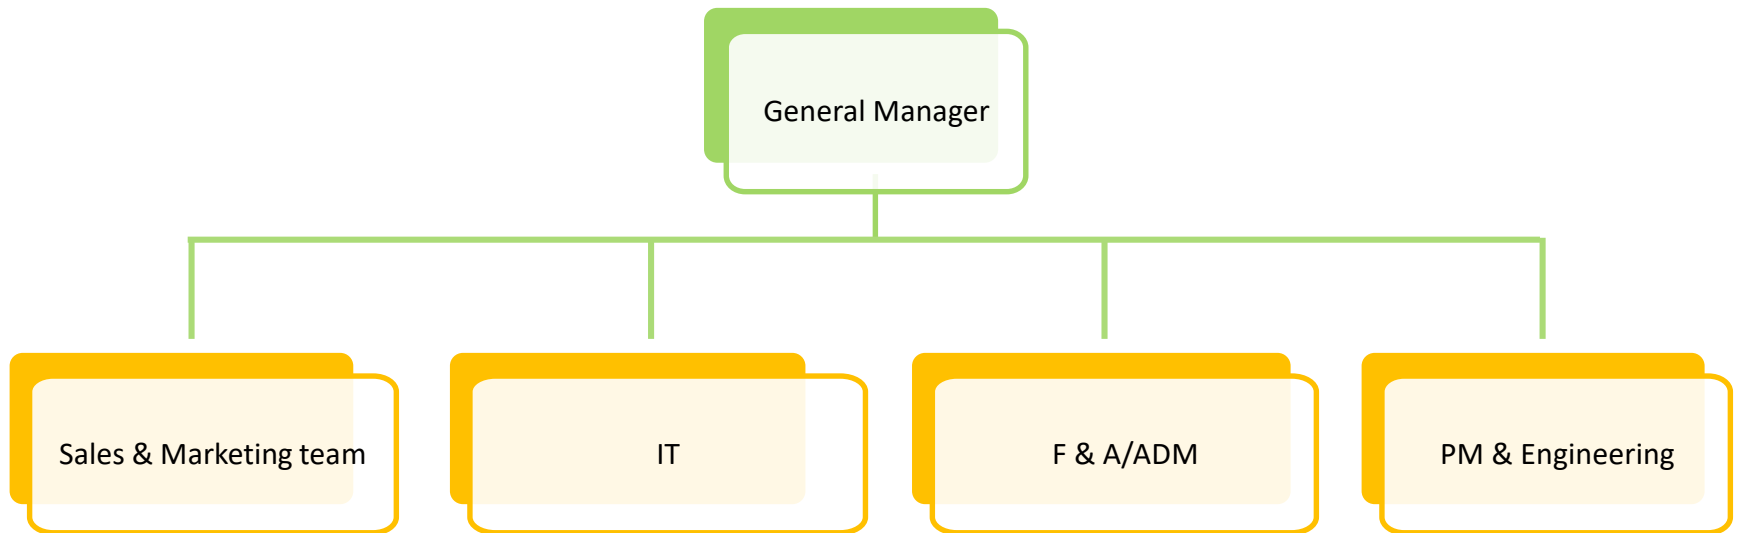 General Manager
Sales & Marketing team
IT
F & A/ADM
PM & Engineering